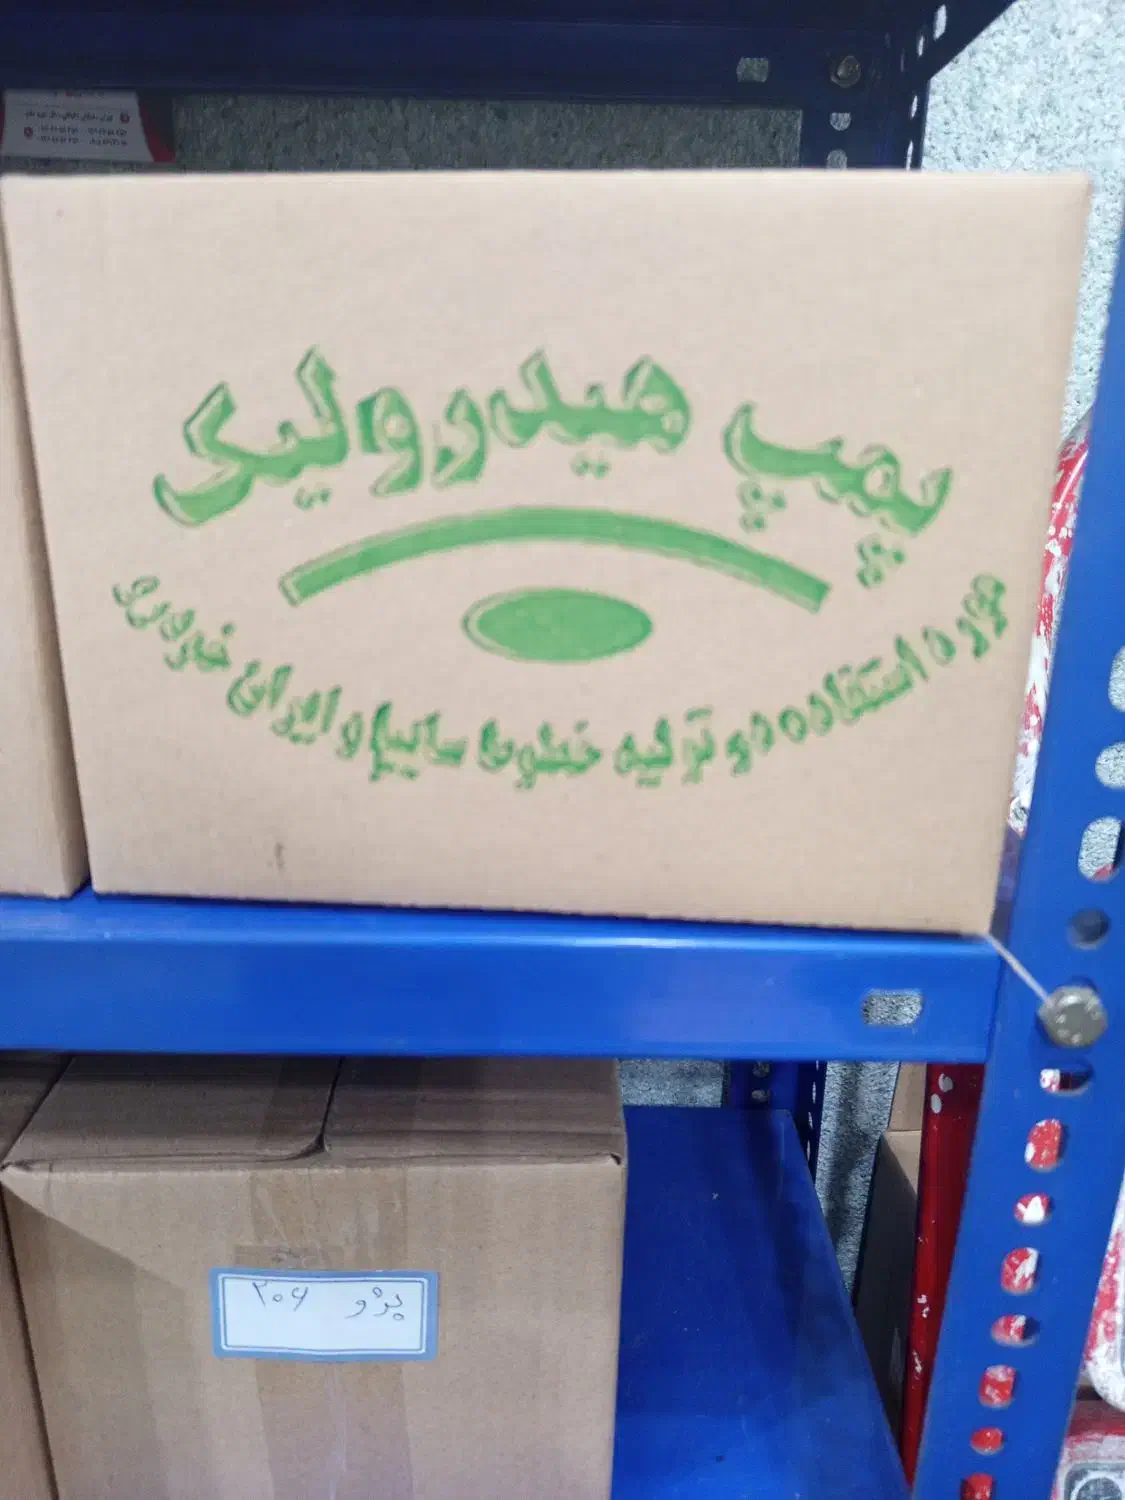 پمپ هیدرولیک
مورد استفاده در تولید خطوط سایپا و ایران خودرو
پژو ۲۰۶